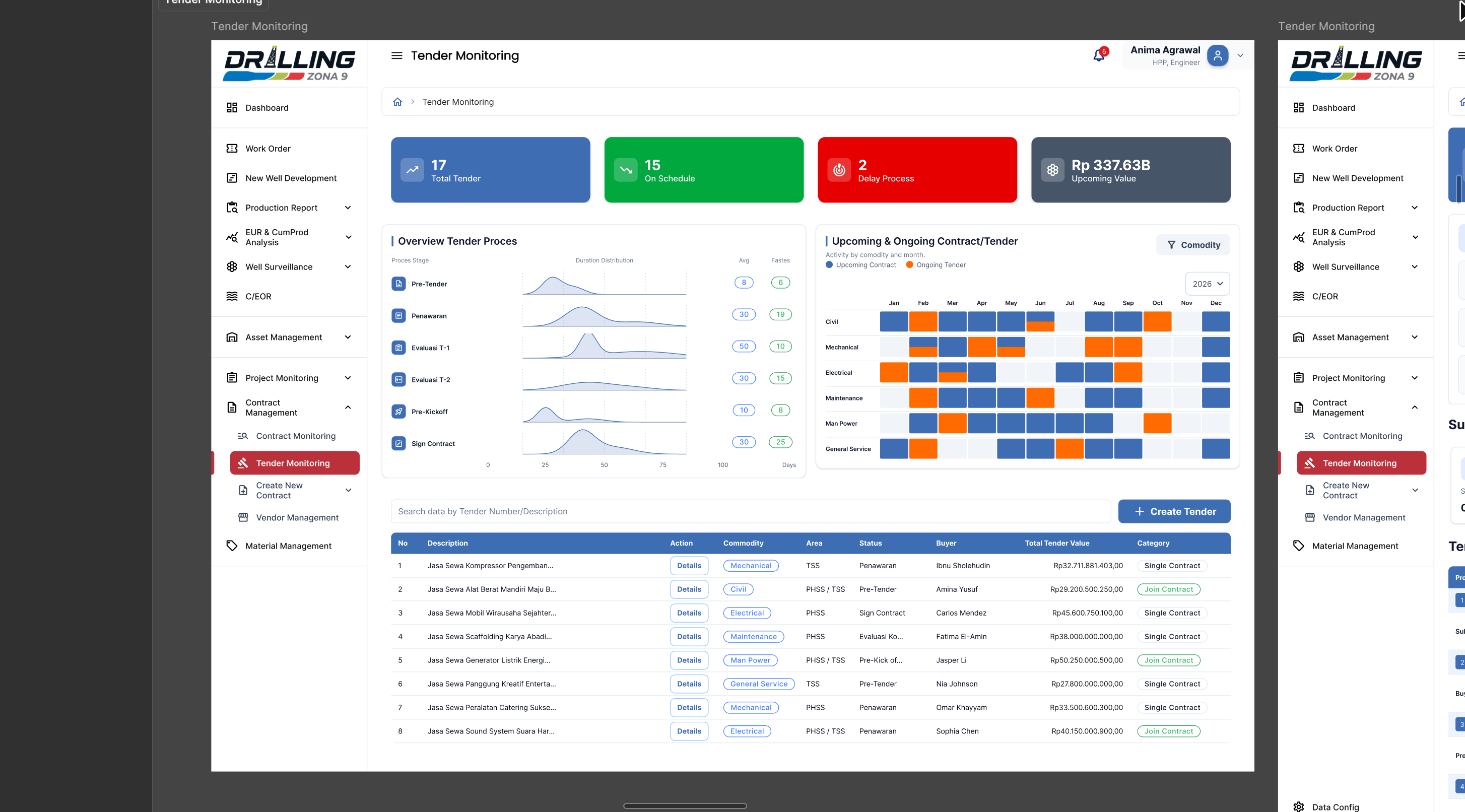 Tender Monitoring
Tender Monitoring
DRILLING
ZONA 9
Dashboard
Work Order
New Well Development
Production Report
EUR & CumProd
Analysis
Well Surveillance
C/EOR
Asset Management
Project Monitoring
Contract
Management
Contract Monitoring
Tender Monitoring
Create New
Contract
Vendor Management
Material Management
Tender Monitoring
6
Anima Agrawal
HPP, Engineer
Tender Monitoring
17
Total Tender
15
On Schedule
2
Delay Process
Rp 337.63B
Upcoming Value
Overview Tender Proces
Proces Stage Duration Distribution Avg Fastes
Pre-Tender 8 6
Penawaran 30 19
Evaluasi T-1 50 10
Evaluasi T-2 30 15
Pre-Kickoff 10 8
Sign Contract 30 25
0 25 50 75 100 Days
Upcoming & Ongoing Contract/Tender
Activity by comodity and month.
Upcoming Contract Ongoing Tender
Comodity
2026
Jan Feb Mar Apr May Jun Jul Aug Sep Oct Nov Dec
Civil
Mechanical
Electrical
Maintenance
Man Power
General Service
Search data by Tender Number/Description
+ Create Tender
No Description Action Commodity Area Status Buyer Total Tender Value Category
1 Jasa Sewa Kompressor Pengemban... Details Mechanical TSS Penawaran Ibnu Sholehudin Rp32.711.881.403,00 Single Contract
2 Jasa Sewa Alat Berat Mandiri Maju B... Details Civil PHSS / TSS Pre-Tender Amina Yusuf Rp29.200.500.250,00 Join Contract
3 Jasa Sewa Mobil Wirausaha Sejahter... Details Electrical PHSS Sign Contract Carlos Mendez Rp45.600.750.100,00 Single Contract
4 Jasa Sewa Scaffolding Karya Abadi... Details Maintenance PHSS Evaluasi Ko... Fatima El-Amin Rp38.000.000.000,00 Single Contract
5 Jasa Sewa Generator Listrik Energi... Details Man Power PHSS / TSS Pre-Kick of... Jasper Li Rp50.250.000.500,00 Join Contract
6 Jasa Sewa Panggung Kreatif Enterta... Details General Service TSS Pre-Tender Nia Johnson Rp27.800.000.000,00 Single Contract
7 Jasa Sewa Peralatan Catering Sukse... Details Mechanical PHSS Penawaran Omar Khayyam Rp33.500.600.300,00 Single Contract
8 Jasa Sewa Sound System Suara Har... Details Electrical PHSS / TSS Penawaran Sophia Chen Rp40.150.000.900,00 Join Contract
Tender Monitoring
DRILLING
ZONA 9
Dashboard
Work Order
New Well Development
Production Report
EUR & CumProd
Analysis
Well Surveillance
C/EOR
Asset Management
Project Monitoring
Contract
Management
Contract Monitoring
Tender Monitoring
Create New
Contract
Vendor Management
Material Management
Data Config